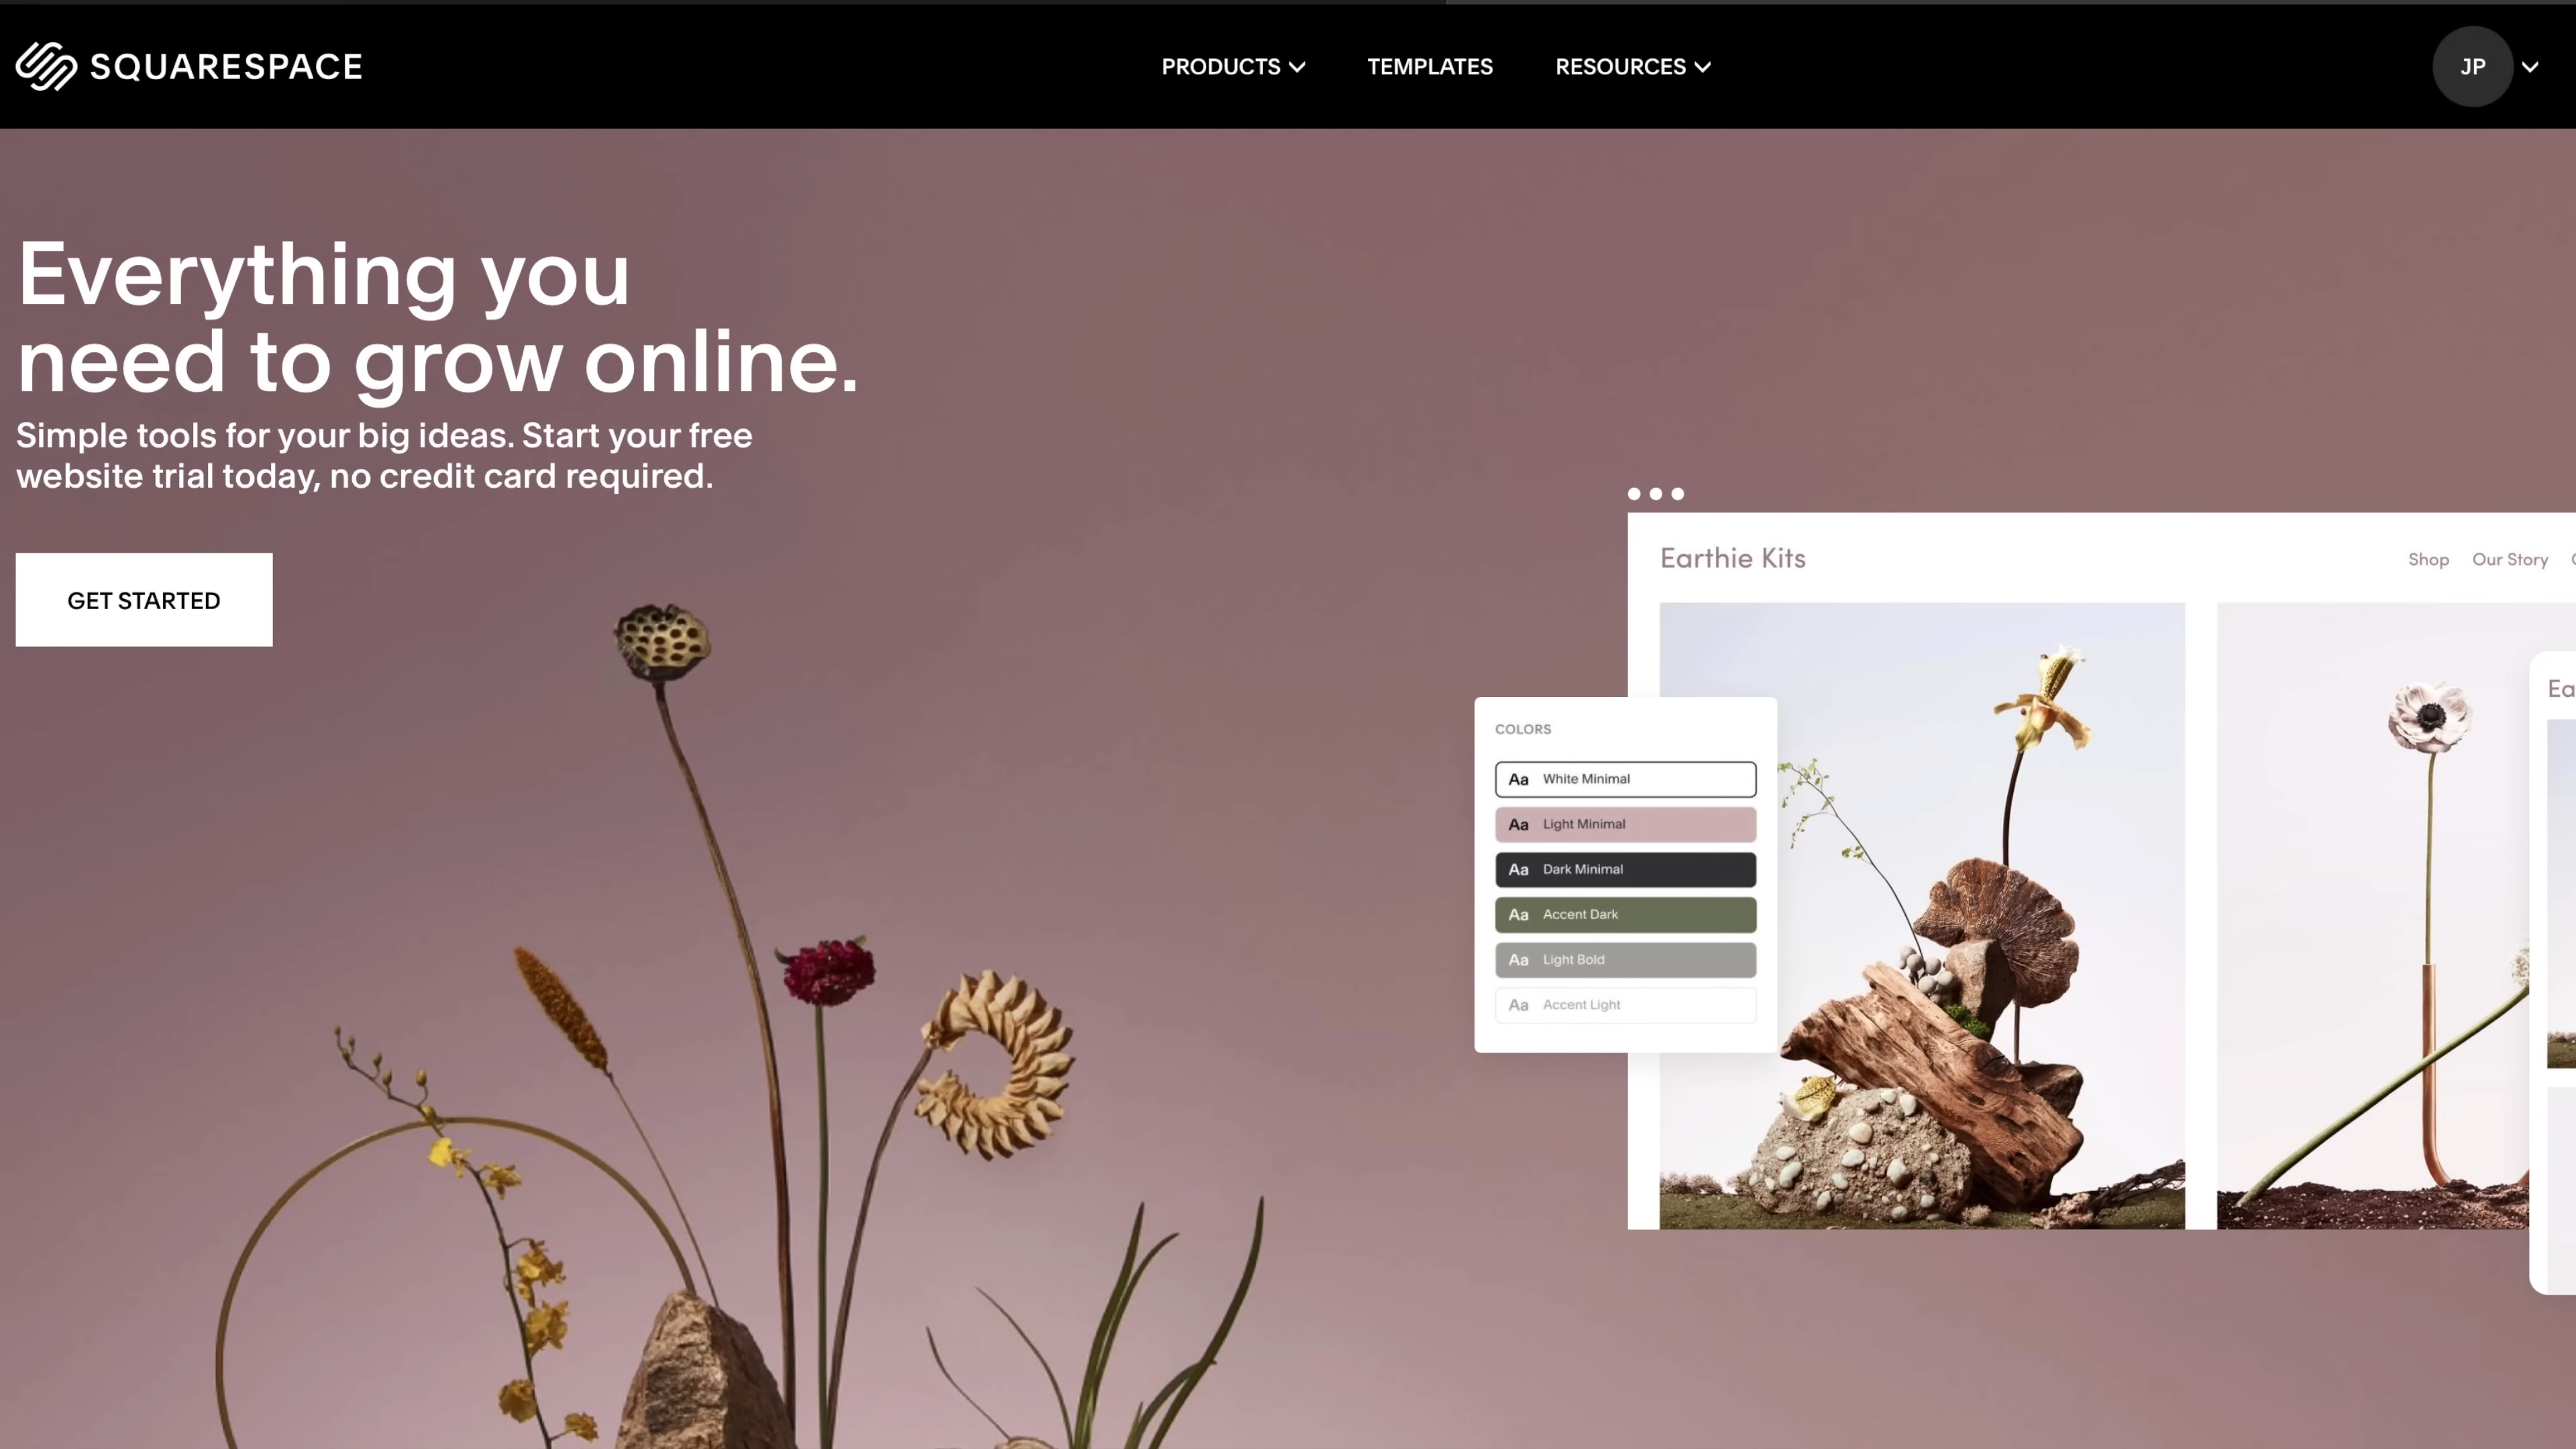 SQUARESPACE
PRODUCTS
TEMPLATES
RESOURCES
JP
Everything you
need to grow online.
Simple tools for your big ideas. Start your free
website trial today, no credit card required.
GET STARTED
Earthie Kits
Shop
Our Story
COLORS
Aa White Minimal
Aa Light Minimal
Aa Dark Minimal
Aa Accent Dark
Aa Light Bold
Aa Accent Light